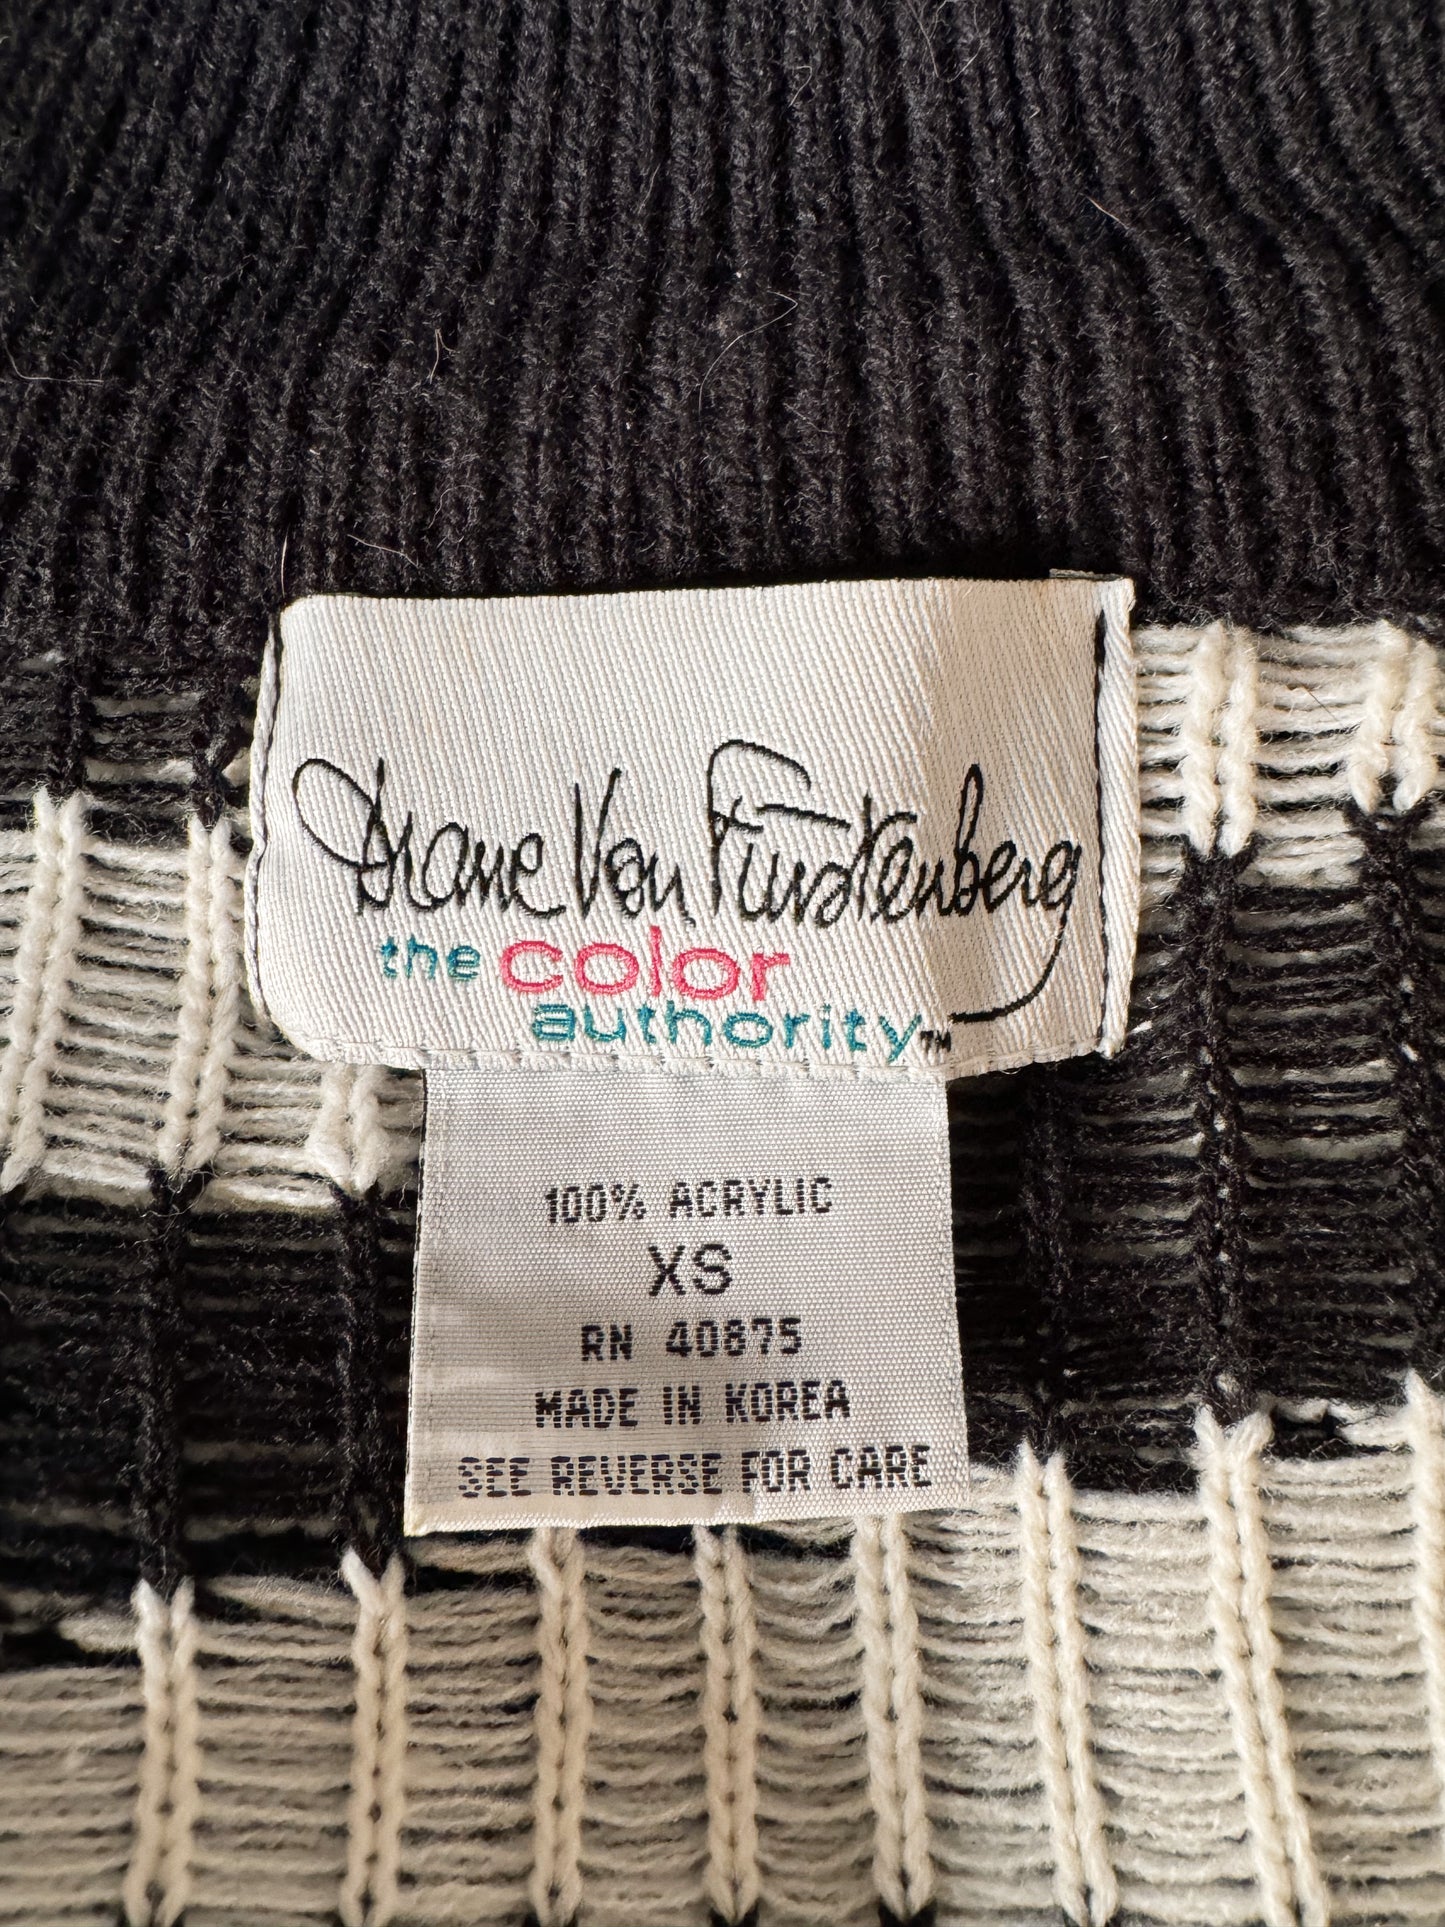 Diane Von Furstenberg
the color
authority™
100% ACRYLIC
XS
RN 40875
MADE IN KOREA
SEE REVERSE FOR CARE